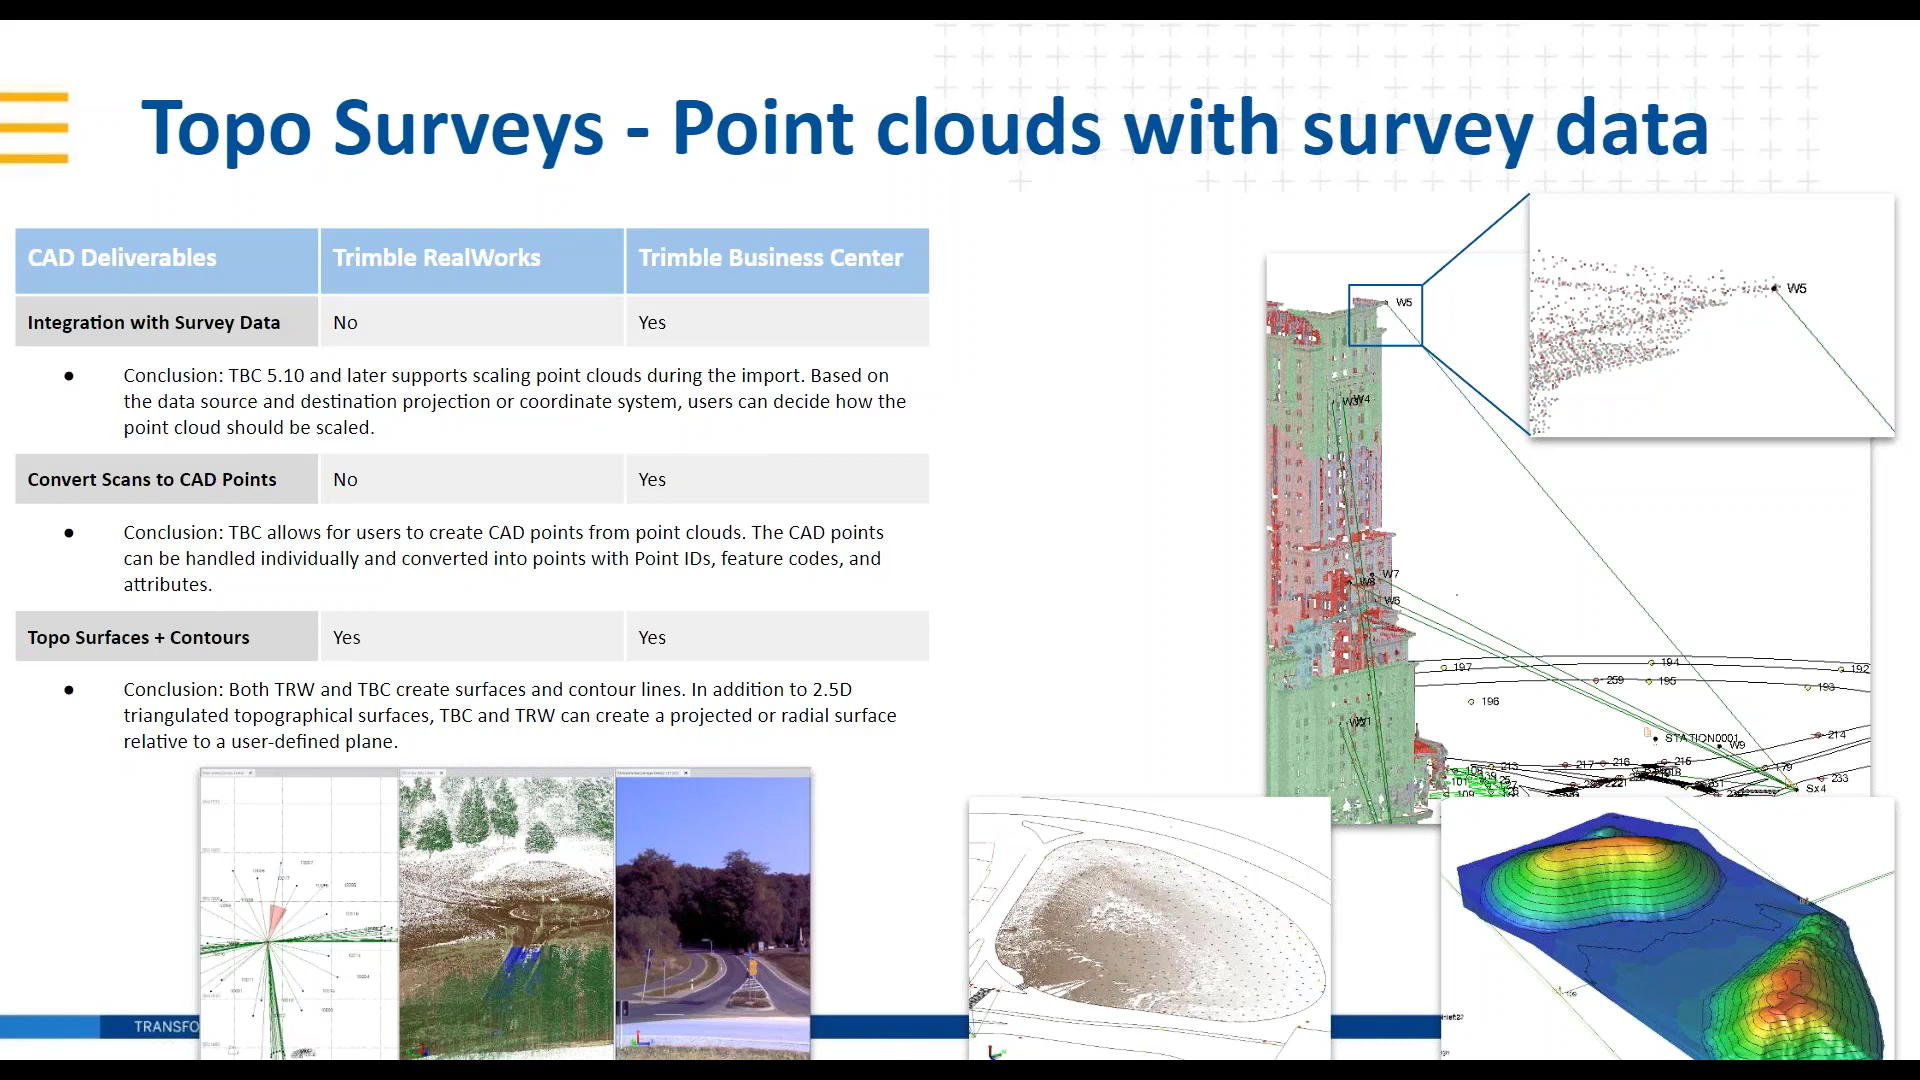 Topo Surveys - Point clouds with survey data
CAD Deliverables Trimble RealWorks Trimble Business Center
Integration with Survey Data No Yes
● Conclusion: TBC 5.10 and later supports scaling point clouds during the import. Based on
the data source and destination projection or coordinate system, users can decide how the
point cloud should be scaled.
Convert Scans to CAD Points No Yes
● Conclusion: TBC allows for users to create CAD points from point clouds. The CAD points
can be handled individually and converted into points with Point IDs, feature codes, and
attributes.
Topo Surfaces + Contours Yes Yes
● Conclusion: Both TRW and TBC create surfaces and contour lines. In addition to 2.5D
triangulated topographical surfaces, TBC and TRW can create a projected or radial surface
relative to a user-defined plane.
W5
W5
W4
W7
W6
197
194
192
259
195
193
196
STATION0001
W9
214
213
217
216
215
179
233
Sx4
109
TRANSFO